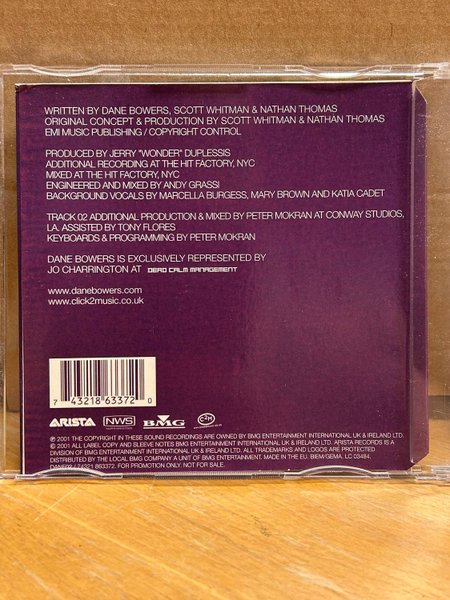 WRITTEN BY DANE BOWERS, SCOTT WHITMAN & NATHAN THOMAS
ORIGINAL CONCEPT & PRODUCTION BY SCOTT WHITMAN & NATHAN THOMAS
EMI MUSIC PUBLISHING / COPYRIGHT CONTROL
PRODUCED BY JERRY "WONDER" DUPLESSIS
ADDITIONAL RECORDING AT THE HIT FACTORY, NYC
MIXED AT THE HIT FACTORY, NYC
ENGINEERED AND MIXED BY ANDY GRASSI
BACKGROUND VOCALS BY MARCELLA BURGESS, MARY BROWN AND KATIA CADET
TRACK 02 ADDITIONAL PRODUCTION & MIXED BY PETER MOKRAN AT CONWAY STUDIOS,
LA. ASSISTED BY TONY FLORES
KEYBOARDS & PROGRAMMING BY PETER MOKRAN
DANE BOWERS IS EXCLUSIVELY REPRESENTED BY
JO CHARRINGTON AT DEAD CALM MANAGEMENT
www.danebowers.com
www.click2music.co.uk
7 43218 63372 0
ARISTA NWS BMG C2M
℗ 2001 THE COPYRIGHT IN THESE SOUND RECORDINGS ARE OWNED BY BMG ENTERTAINMENT INTERNATIONAL UK & IRELAND LTD.
© 2001 ALL LABEL COPY AND SLEEVE NOTES BMG ENTERTAINMENT INTERNATIONAL UK & IRELAND LTD. ARISTA RECORDS IS A
DIVISION OF BMG ENTERTAINMENT INTERNATIONAL UK & IRELAND LTD. ALL TRADEMARKS AND LOGOS ARE PROTECTED
DISTRIBUTED BY THE LOCAL BMG COMPANY A UNIT OF BMG ENTERTAINMENT. MADE IN THE EU. BIEM/GEMA. LC 03484.
DANE02 / 74321 863372. FOR PROMOTION ONLY. NOT FOR SALE.